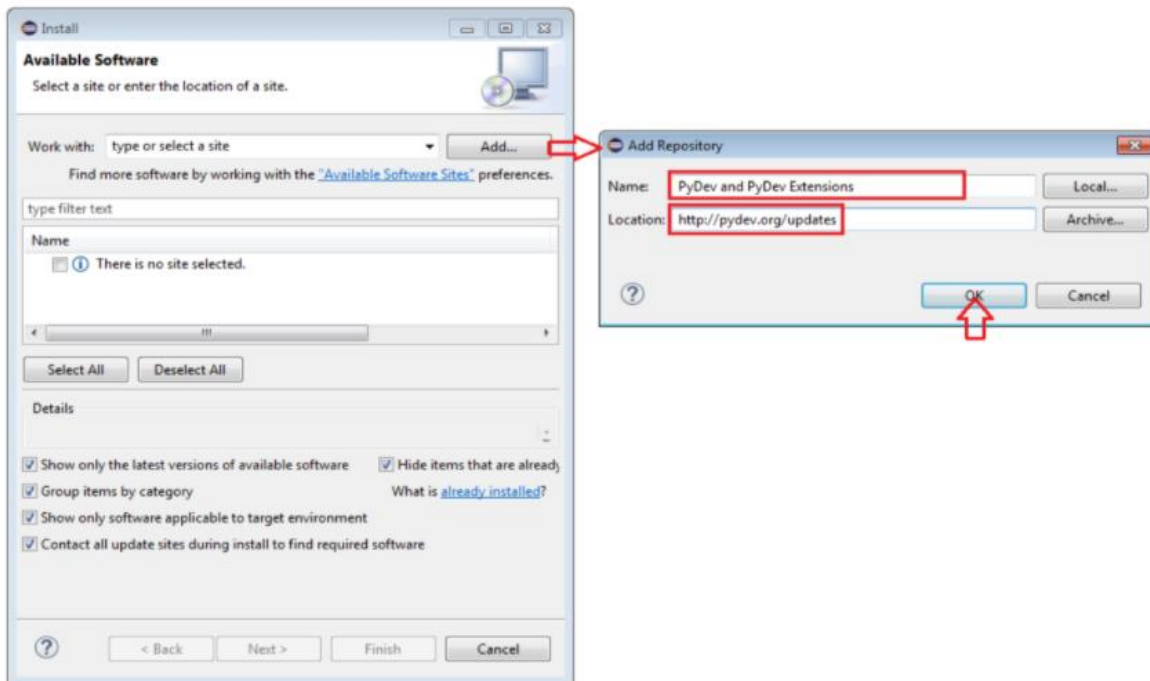 Install
Available Software
Select a site or enter the location of a site.
Work with: type or select a site Add...
Find more software by working with the "Available Software Sites" preferences.
type filter text
Name
There is no site selected.
Select All Deselect All
Details
Show only the latest versions of available software Hide items that are already
Group items by category What is already installed?
Show only software applicable to target environment
Contact all update sites during install to find required software
? < Back Next > Finish Cancel
Add Repository
Name: PyDev and PyDev Extensions Local...
Location: http://pydev.org/updates Archive...
? OK Cancel